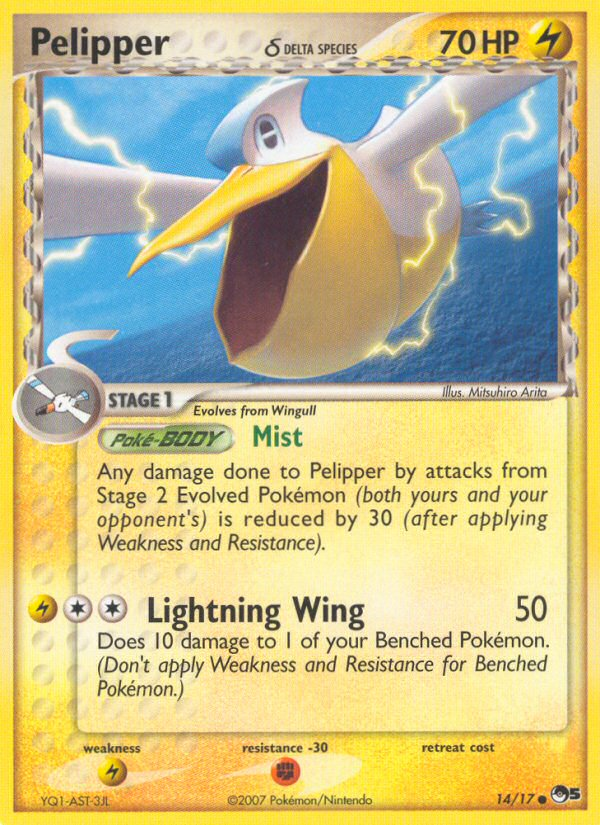 Pelipper δ DELTA SPECIES 70 HP
Illus. Mitsuhiro Arita
STAGE 1
Evolves from Wingull
Poké-BODY Mist
Any damage done to Pelipper by attacks from
Stage 2 Evolved Pokémon (both yours and your
opponent's) is reduced by 30 (after applying
Weakness and Resistance).
Lightning Wing 50
Does 10 damage to 1 of your Benched Pokémon.
(Don't apply Weakness and Resistance for Benched
Pokémon.)
weakness resistance -30 retreat cost
YQ1-AST-3JL ©2007 Pokémon/Nintendo 14/17 ● 5